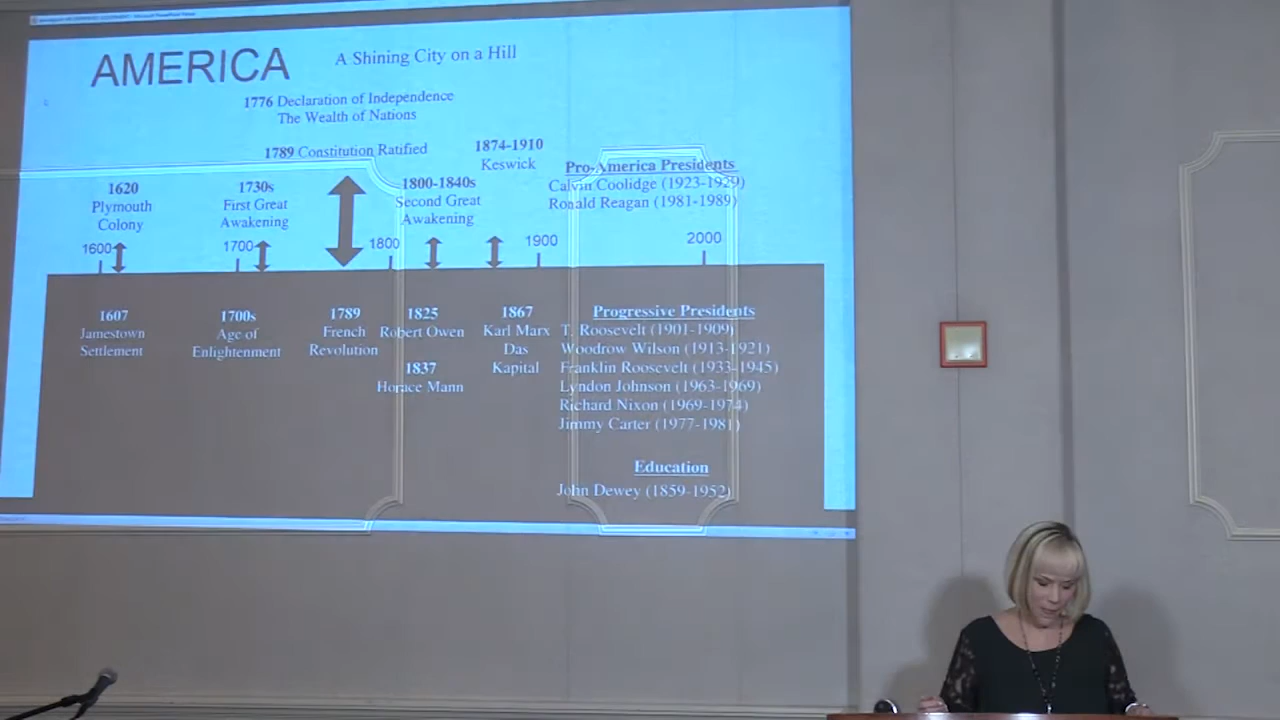 AMERICA
A Shining City on a Hill
1776 Declaration of Independence
The Wealth of Nations
1789 Constitution Ratified
1874-1910
Keswick
Pro-America Presidents
Calvin Coolidge (1923-1929)
Ronald Reagan (1981-1989)
1620
Plymouth
Colony
1730s
First Great
Awakening
1800-1840s
Second Great
Awakening
1600
1700
1800
1900
2000
1607
Jamestown
Settlement
1700s
Age of
Enlightenment
1789
French
Revolution
1825
Robert Owen
1837
Horace Mann
1867
Karl Marx
Das
Kapital
Progressive Presidents
T. Roosevelt (1901-1909)
Woodrow Wilson (1913-1921)
Franklin Roosevelt (1933-1945)
Lyndon Johnson (1963-1969)
Richard Nixon (1969-1974)
Jimmy Carter (1977-1981)
Education
John Dewey (1859-1952)